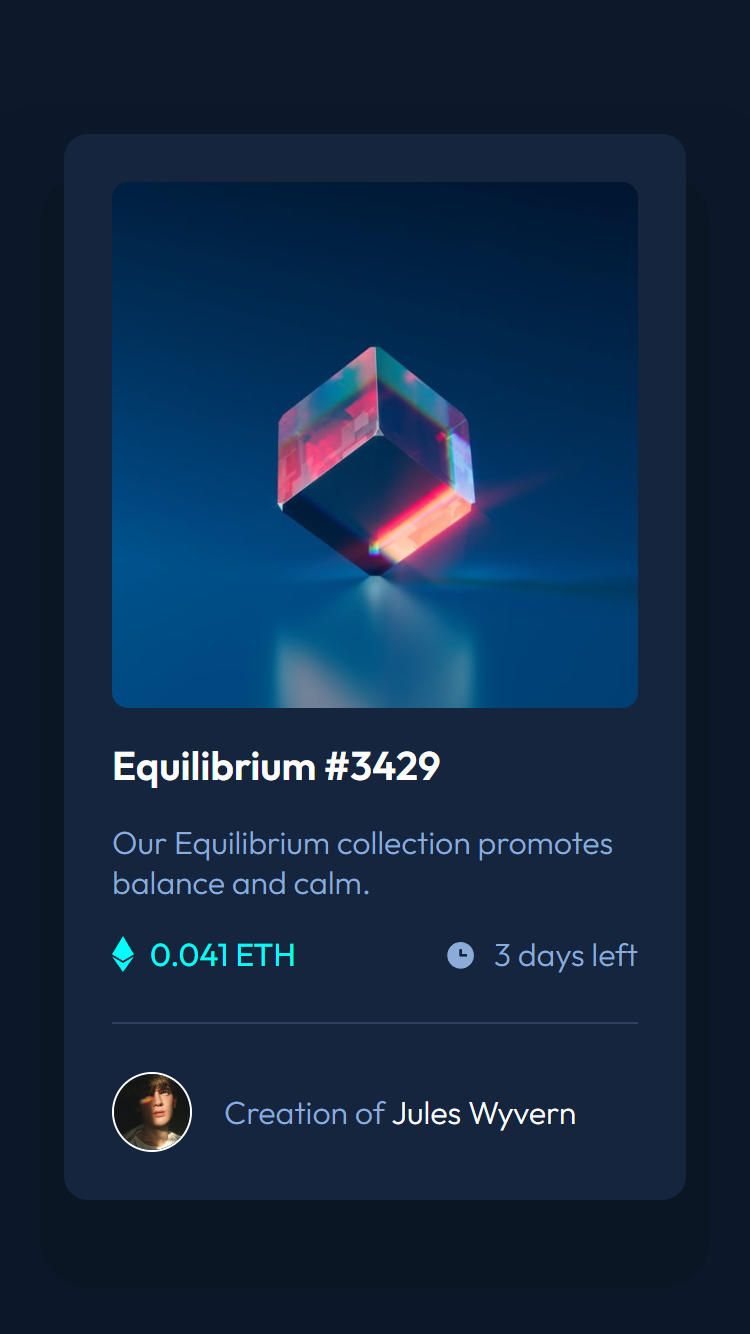 Equilibrium #3429
Our Equilibrium collection promotes
balance and calm.
0.041 ETH
3 days left
Creation of Jules Wyvern